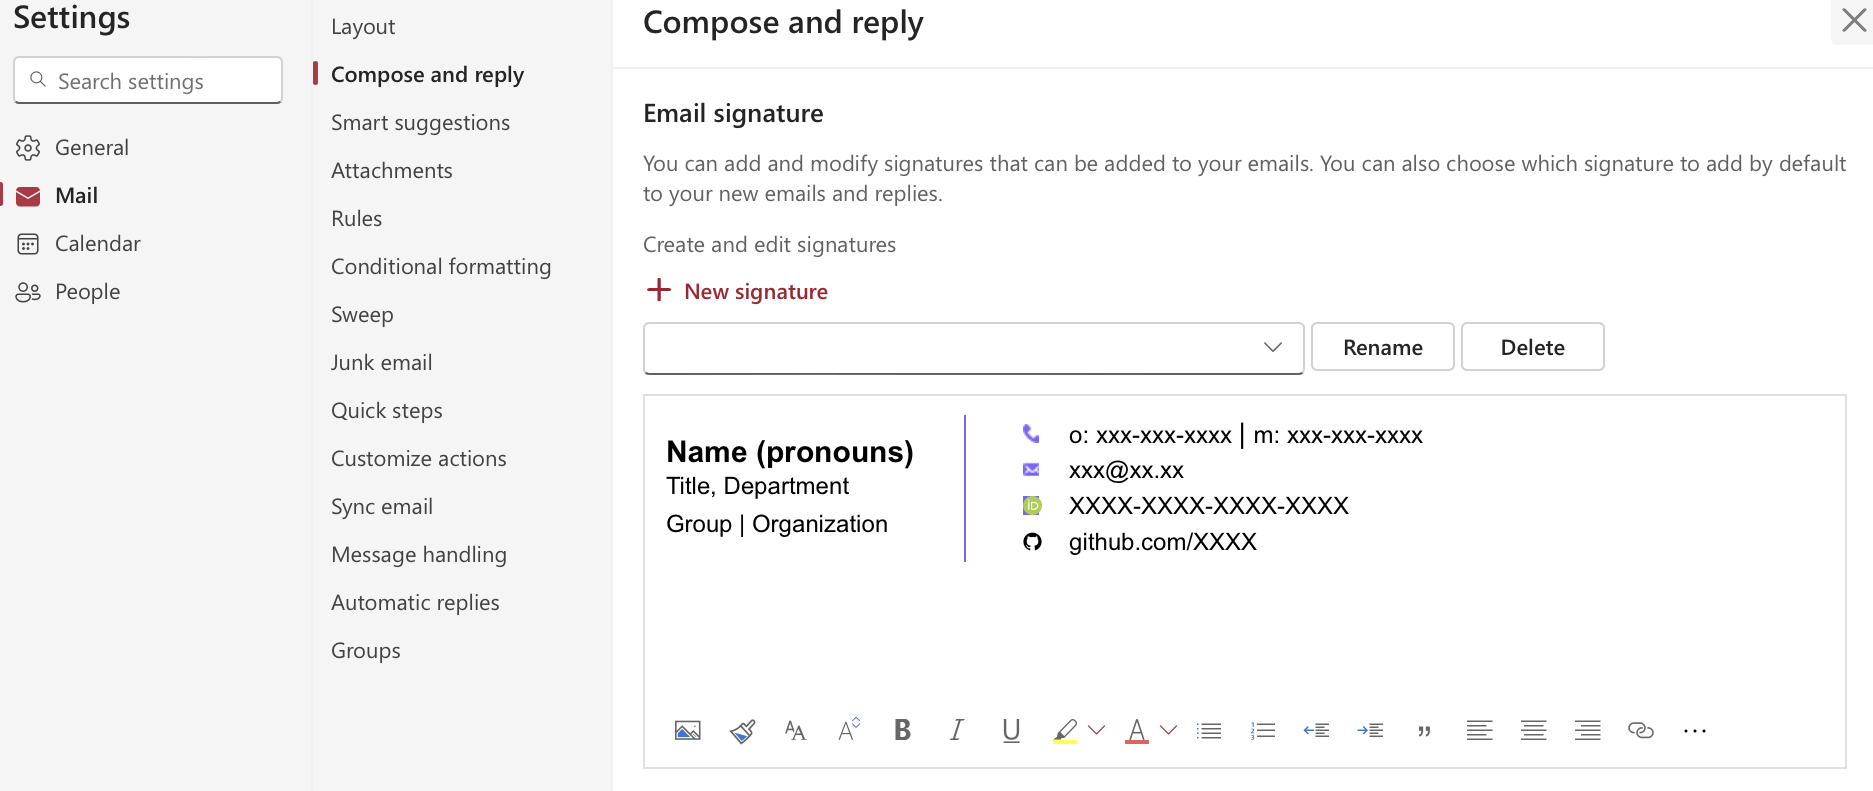 Settings
Search settings
General
Mail
Calendar
People
Layout
Compose and reply
Smart suggestions
Attachments
Rules
Conditional formatting
Sweep
Junk email
Quick steps
Customize actions
Sync email
Message handling
Automatic replies
Groups
Compose and reply
Email signature
You can add and modify signatures that can be added to your emails. You can also choose which signature to add by default
to your new emails and replies.
Create and edit signatures
New signature
Rename
Delete
Name (pronouns)
Title, Department
Group | Organization
o: xxx-xxx-xxxx | m: xxx-xxx-xxxx
xxx@xx.xx
iD
XXXX-XXXX-XXXX-XXXX
github.com/XXXX